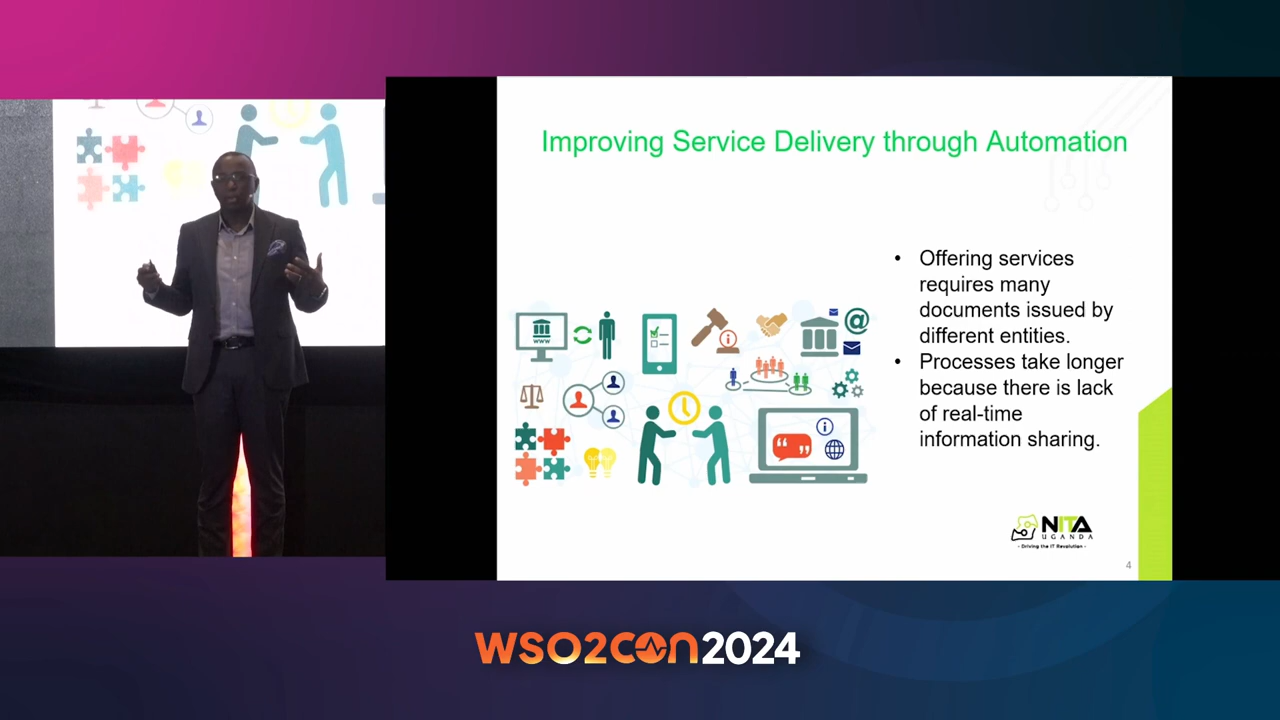 Improving Service Delivery through Automation
• Offering services
requires many
documents issued by
different entities.
• Processes take longer
because there is lack
of real-time
information sharing.
www
NITA
UGANDA
- Driving the IT Revolution -
4
WSO2CON2024